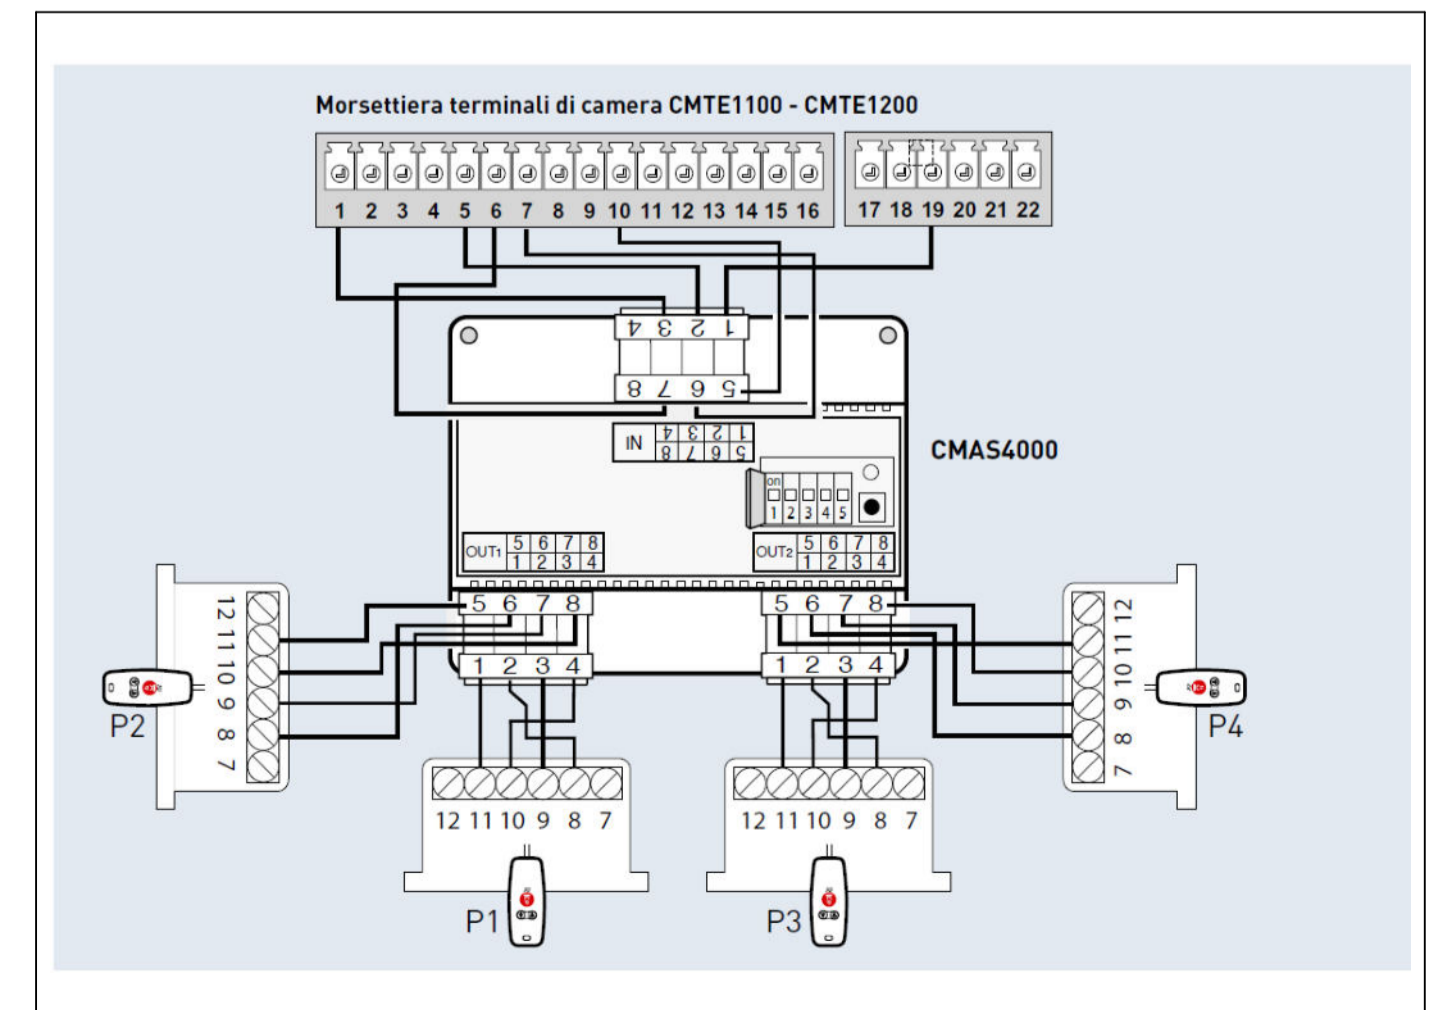 Morsettiera terminali di camera CMTE1100 - CMTE1200
1 2 3 4 5 6 7 8 9 10 11 12 13 14 15 16
17 18 19 20 21 22
4 3 2 1
8 7 6 5
IN 4 3 2 1
8 7 6 5
CMAS4000
on
1 2 3 4 5
OUT1 5 6 7 8
1 2 3 4
OUT2 5 6 7 8
1 2 3 4
5 6 7 8
1 2 3 4
5 6 7 8
1 2 3 4
12 11 10 9 8 7
P2
12 11 10 9 8 7
P4
12 11 10 9 8 7
P1
12 11 10 9 8 7
P3